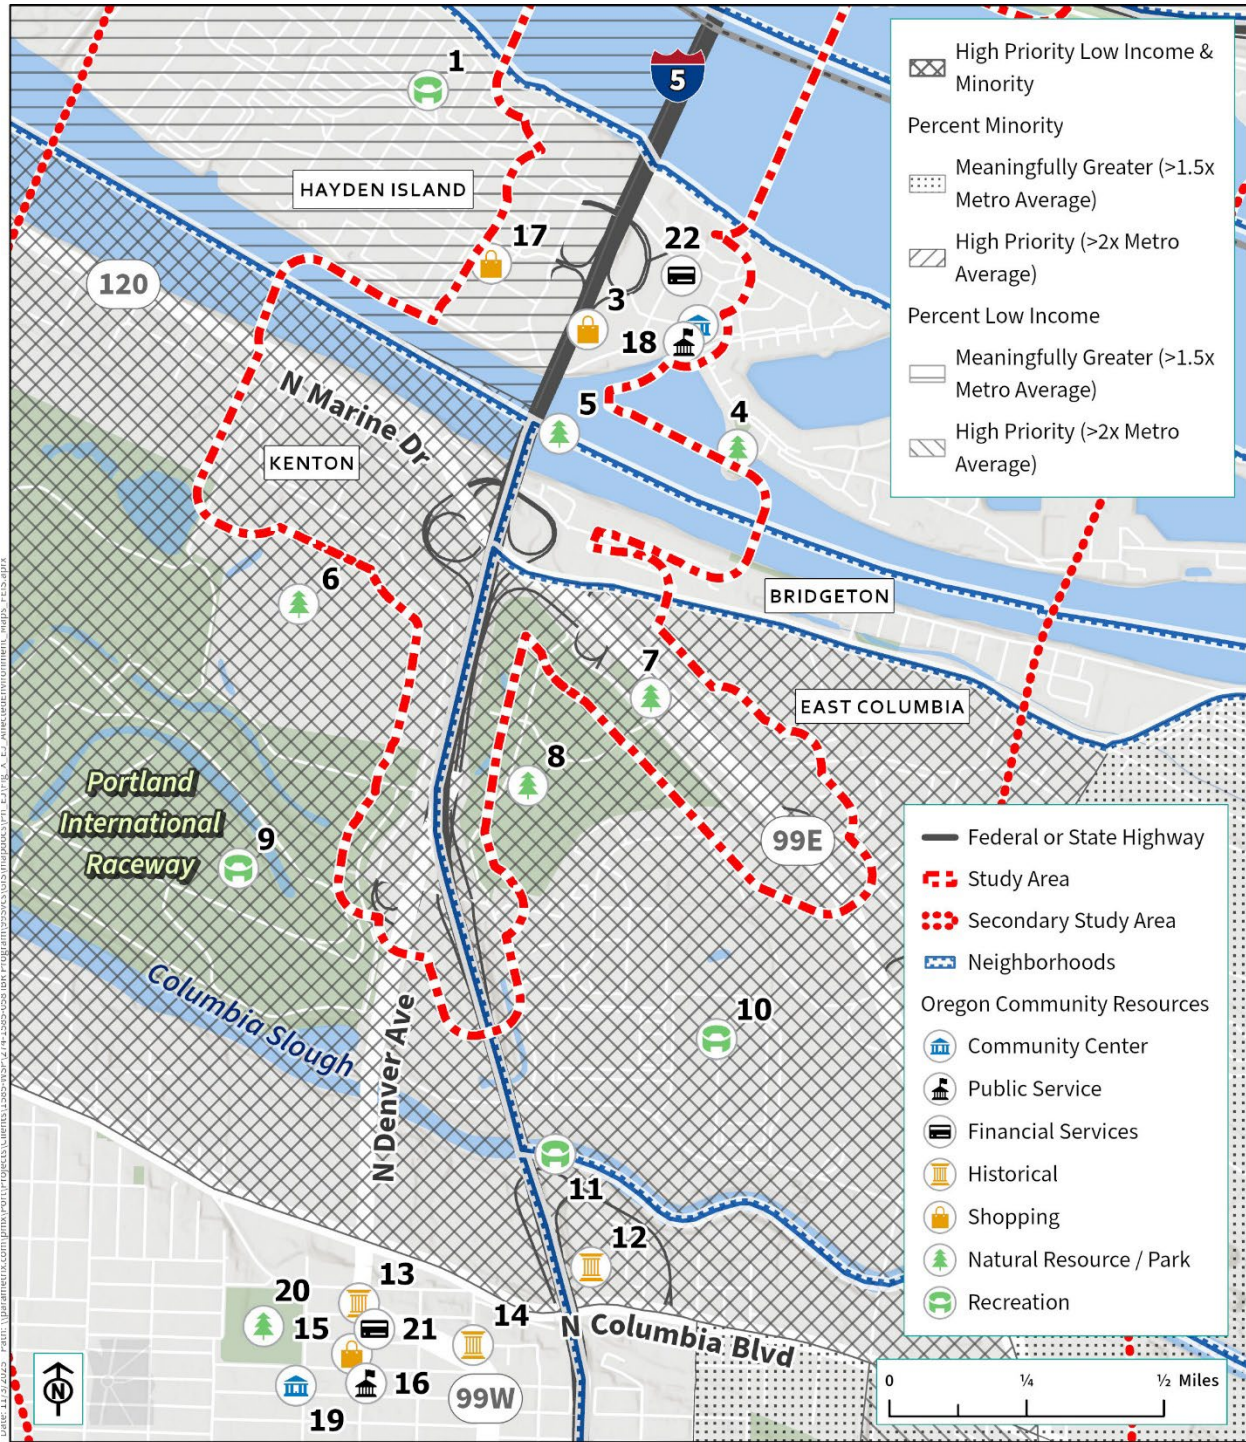 1
5
HAYDEN ISLAND
17
22
120
3
18
N Marine Dr
5
4
KENTON
6
BRIDGETON
7
EAST COLUMBIA
8
Portland
International
Raceway
9
99E
Columbia Slough
N Denver Ave
10
11
12
13
20
14
15
21
N Columbia Blvd
16
99W
19
N
High Priority Low Income &
Minority
Percent Minority
Meaningfully Greater (>1.5x
Metro Average)
High Priority (>2x Metro
Average)
Percent Low Income
Meaningfully Greater (>1.5x
Metro Average)
High Priority (>2x Metro
Average)
Federal or State Highway
Study Area
Secondary Study Area
Neighborhoods
Oregon Community Resources
Community Center
Public Service
Financial Services
Historical
Shopping
Natural Resource / Park
Recreation
0 ¼ ½ Miles